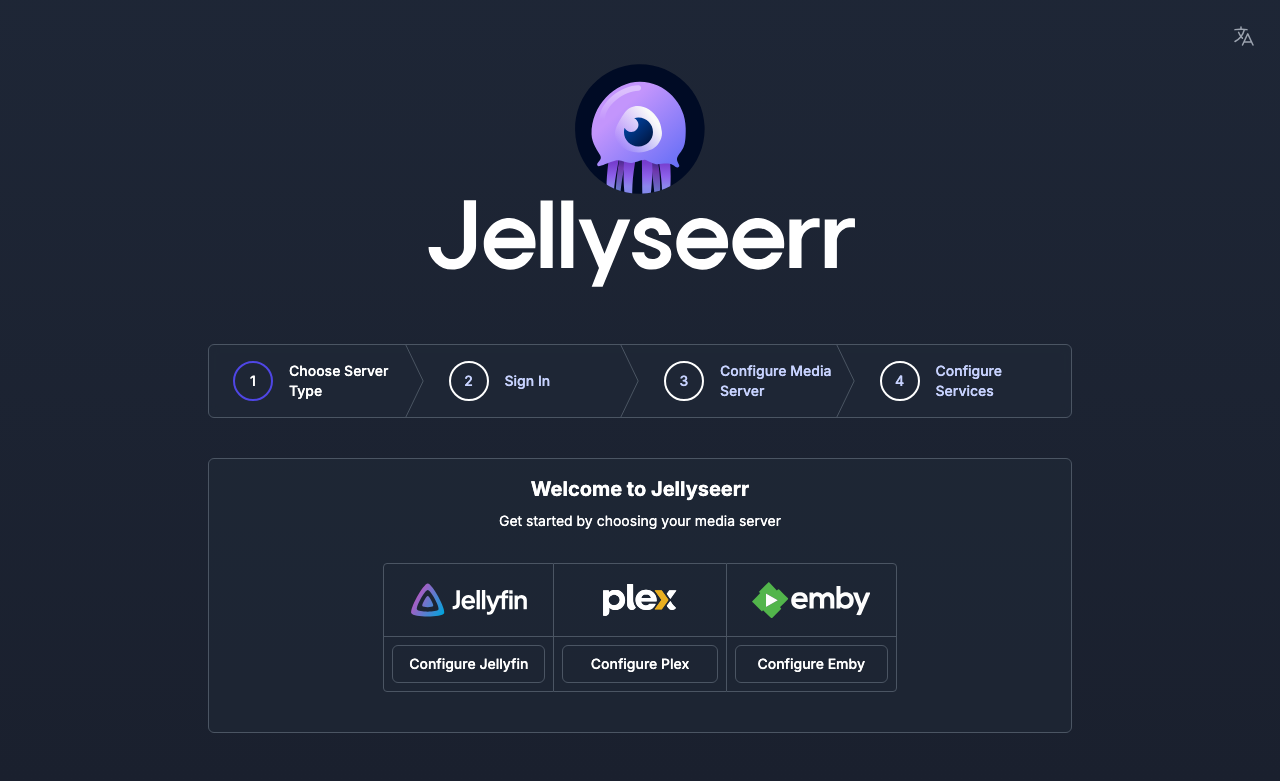 Jellyseerr
1
Choose Server
Type
2
Sign In
3
Configure Media
Server
4
Configure
Services
Welcome to Jellyseerr
Get started by choosing your media server
Jellyfin
plex
emby
Configure Jellyfin
Configure Plex
Configure Emby